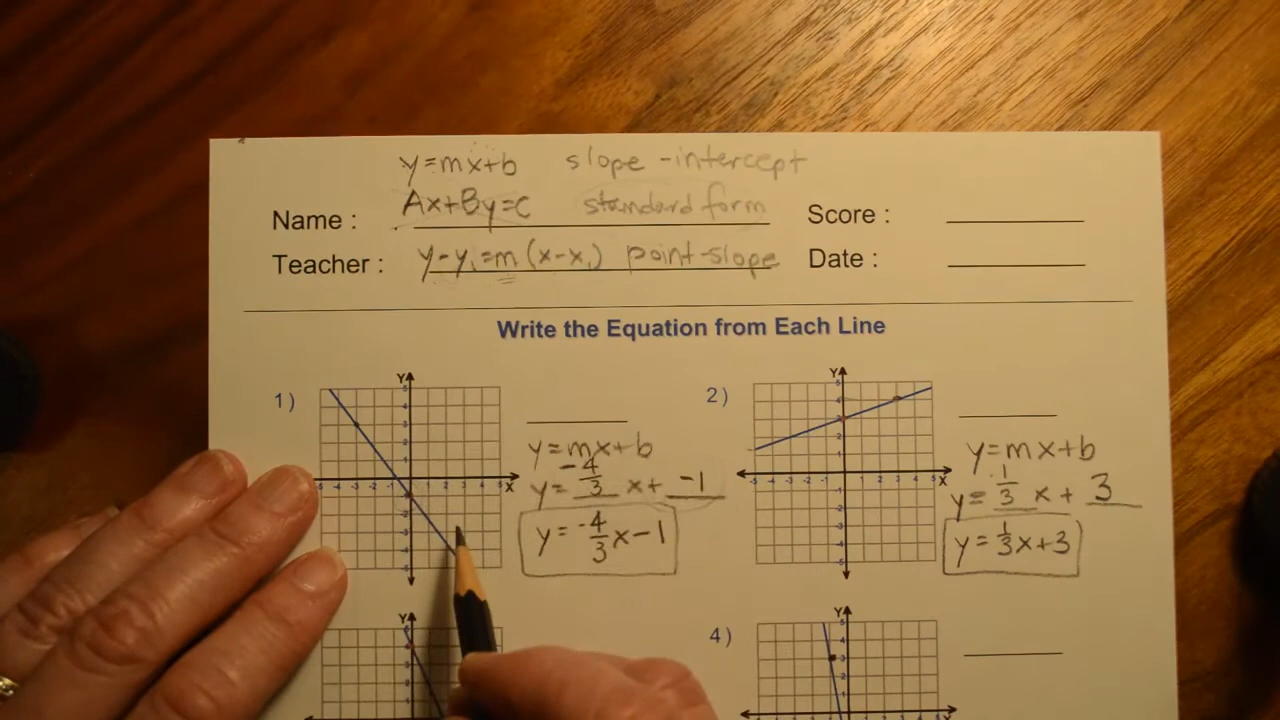 y=mx+b slope-intercept
Ax+By=c standard form
Name :
Score :
Teacher : y-y₁=m(x-x₁) point-slope
Date :
Write the Equation from Each Line
1)
y=mx+b
y=-4/3 x+ -1
y=-4/3x-1
2)
y=mx+b
y=1/3 x + 3
y=1/3x+3
4)